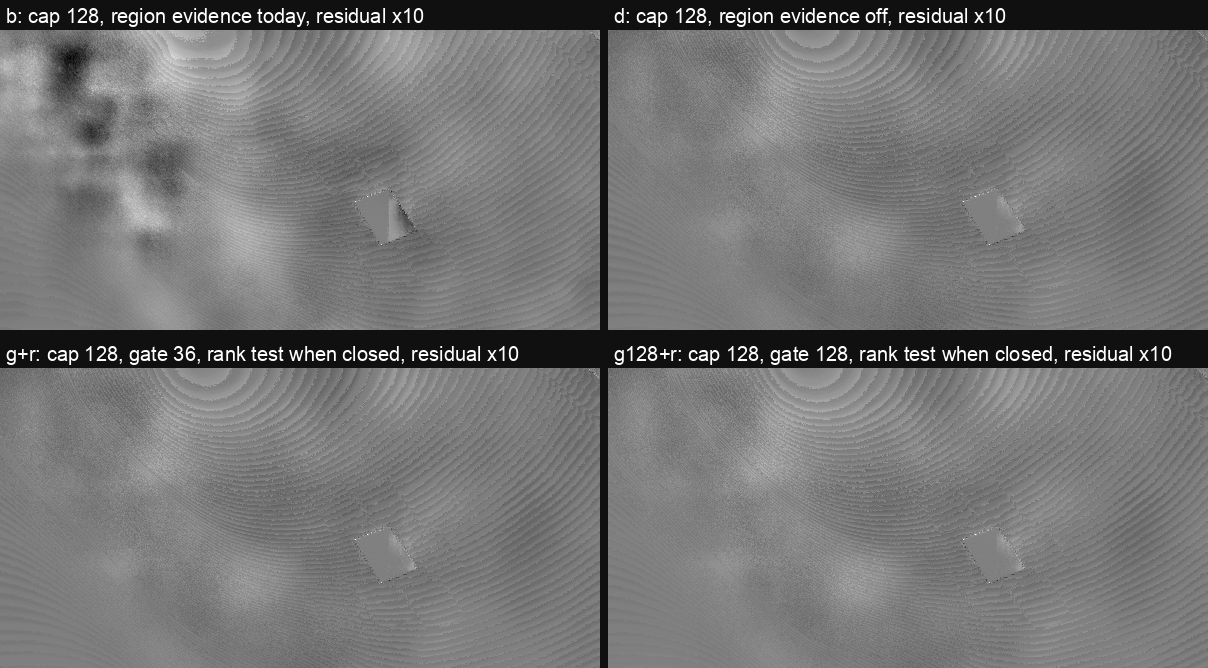 b: cap 128, region evidence today, residual x10
d: cap 128, region evidence off, residual x10
g+r: cap 128, gate 36, rank test when closed, residual x10
g128+r: cap 128, gate 128, rank test when closed, residual x10